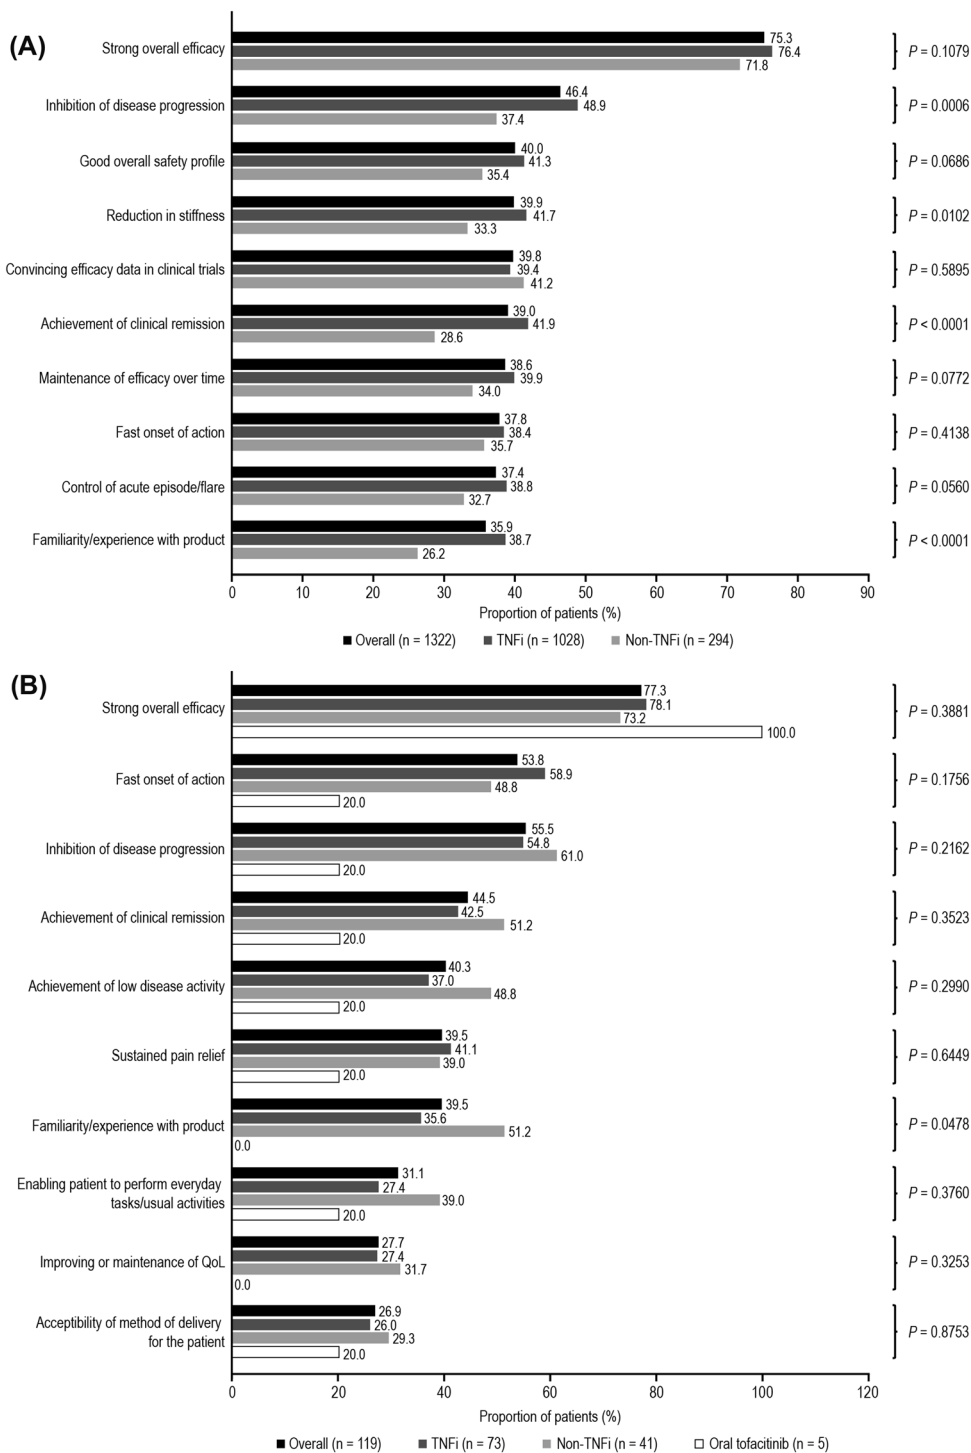 (A)
Strong overall efficacy
75.3
76.4
71.8
P = 0.1079
Inhibition of disease progression
46.4
48.9
37.4
P = 0.0006
Good overall safety profile
40.0
41.3
35.4
P = 0.0686
Reduction in stiffness
39.9
41.7
33.3
P = 0.0102
Convincing efficacy data in clinical trials
39.8
39.4
41.2
P = 0.5895
Achievement of clinical remission
39.0
41.9
28.6
P < 0.0001
Maintenance of efficacy over time
38.6
39.9
34.0
P = 0.0772
Fast onset of action
37.8
38.4
35.7
P = 0.4138
Control of acute episode/flare
37.4
38.8
32.7
P = 0.0560
Familiarity/experience with product
35.9
38.7
26.2
P < 0.0001
0 10 20 30 40 50 60 70 80 90
Proportion of patients (%)
Overall (n = 1322) TNFi (n = 1028) Non-TNFi (n = 294)
(B)
Strong overall efficacy
77.3
78.1
73.2
100.0
P = 0.3881
Fast onset of action
53.8
58.9
48.8
20.0
P = 0.1756
Inhibition of disease progression
55.5
54.8
61.0
20.0
P = 0.2162
Achievement of clinical remission
44.5
42.5
51.2
20.0
P = 0.3523
Achievement of low disease activity
40.3
37.0
48.8
20.0
P = 0.2990
Sustained pain relief
39.5
41.1
39.0
20.0
P = 0.6449
Familiarity/experience with product
39.5
35.6
51.2
0.0
P = 0.0478
Enabling patient to perform everyday
tasks/usual activities
31.1
27.4
39.0
20.0
P = 0.3760
Improving or maintenance of QoL
27.7
27.4
31.7
0.0
P = 0.3253
Acceptibility of method of delivery
for the patient
26.9
26.0
29.3
20.0
P = 0.8753
0 20 40 60 80 100 120
Proportion of patients (%)
Overall (n = 119) TNFi (n = 73) Non-TNFi (n = 41) Oral tofacitinib (n = 5)